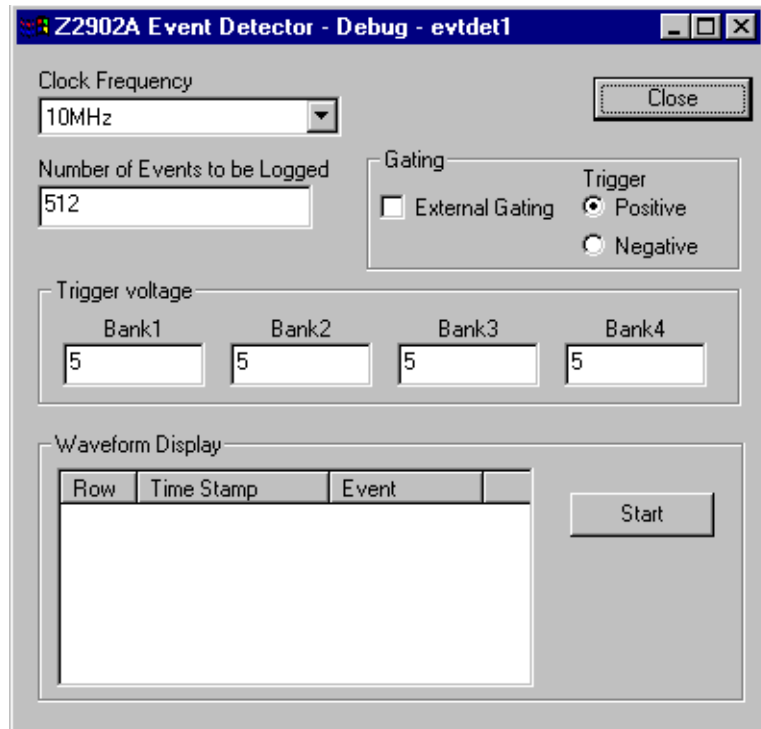 Z2902A Event Detector - Debug - evtdet1
Clock Frequency
10MHz
Close
Number of Events to be Logged
512
Gating
External Gating
Trigger
Positive
Negative
Trigger voltage
Bank1 Bank2 Bank3 Bank4
5 5 5 5
Waveform Display
Row Time Stamp Event
Start